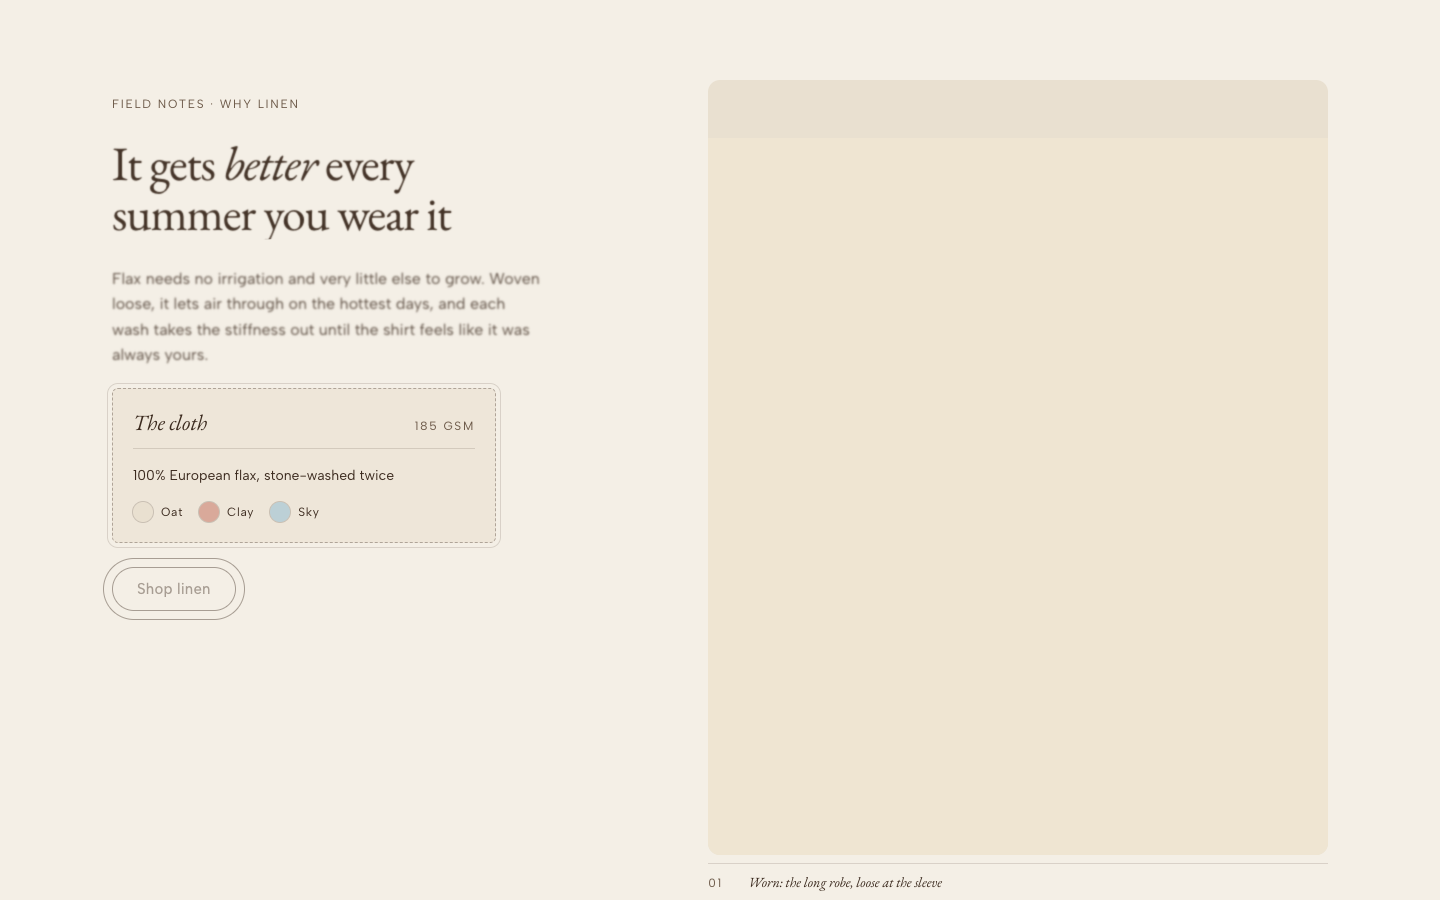 FIELD NOTES · WHY LINEN
It gets better every
summer you wear it
Flax needs no irrigation and very little else to grow. Woven
loose, it lets air through on the hottest days, and each
wash takes the stiffness out until the shirt feels like it was
always yours.
The cloth
185 GSM
100% European flax, stone-washed twice
Oat
Clay
Sky
Shop linen
01
Worn: the long robe, loose at the sleeve